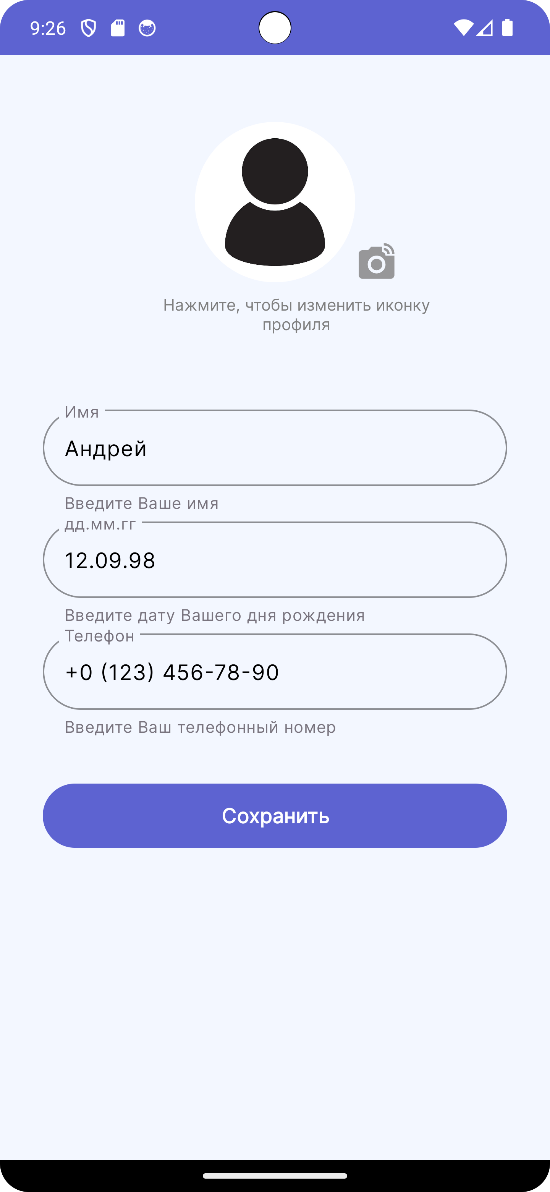 9:26
Нажмите, чтобы изменить иконку
профиля
Имя
Андрей
Введите Ваше имя
дд.мм.гг
12.09.98
Введите дату Вашего дня рождения
Телефон
+0 (123) 456-78-90
Введите Ваш телефонный номер
Сохранить